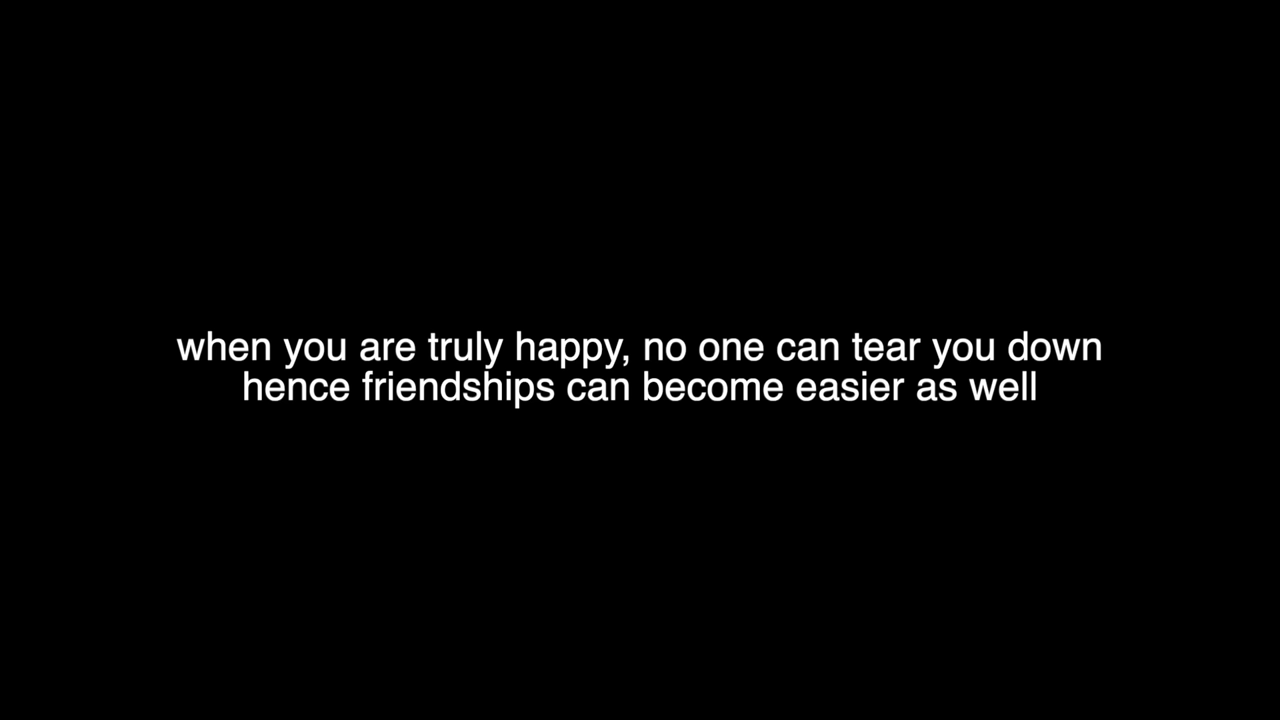 when you are truly happy, no one can tear you down
hence friendships can become easier as well